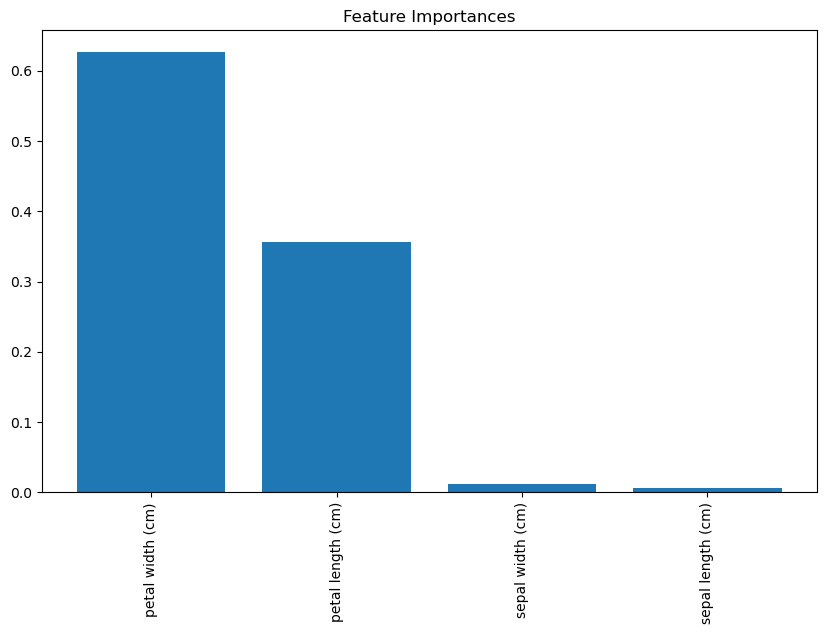 Feature Importances
0.6
0.5
0.4
0.3
0.2
0.1
0.0
petal width (cm)
petal length (cm)
sepal width (cm)
sepal length (cm)